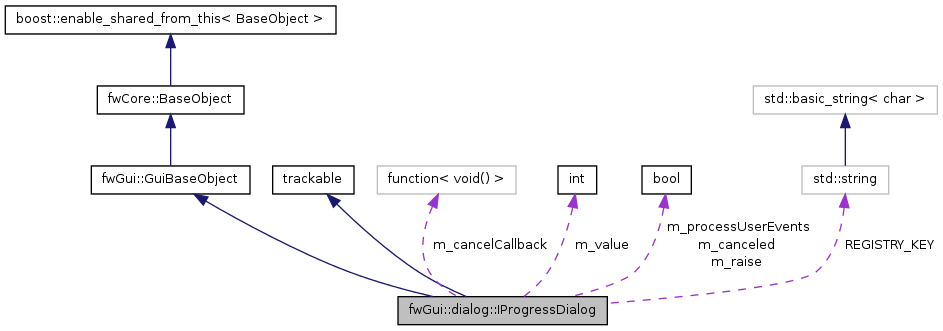 boost::enable_shared_from_this< BaseObject >
fwCore::BaseObject
std::basic_string< char >
fwGui::GuiBaseObject
trackable
function< void() >
int
bool
std::string
m_cancelCallback
m_value
m_processUserEvents
m_canceled
m_raise
REGISTRY_KEY
fwGui::dialog::IProgressDialog